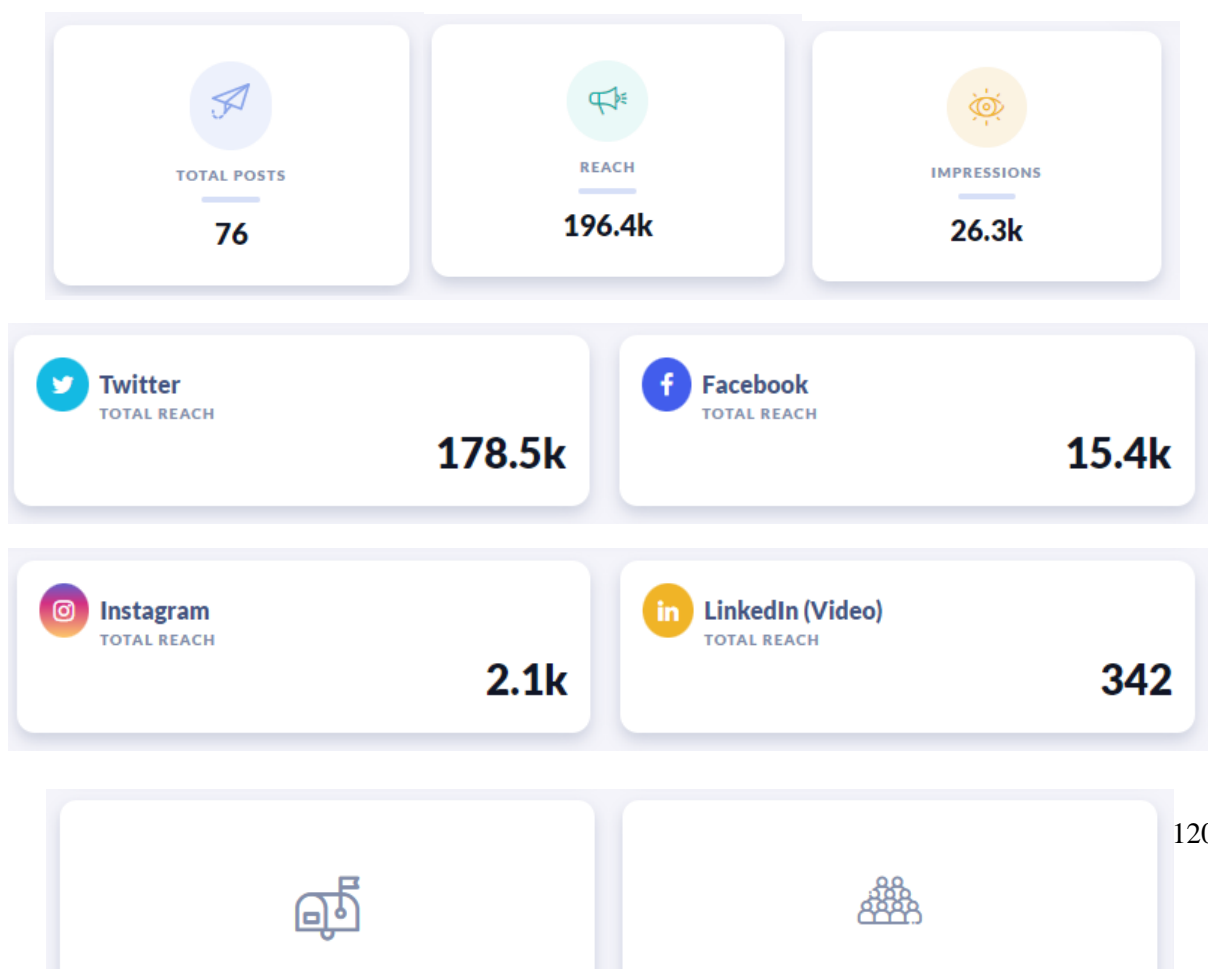 TOTAL POSTS
76
REACH
196.4k
IMPRESSIONS
26.3k
Twitter
TOTAL REACH
178.5k
Facebook
TOTAL REACH
15.4k
Instagram
TOTAL REACH
2.1k
LinkedIn (Video)
TOTAL REACH
342
120